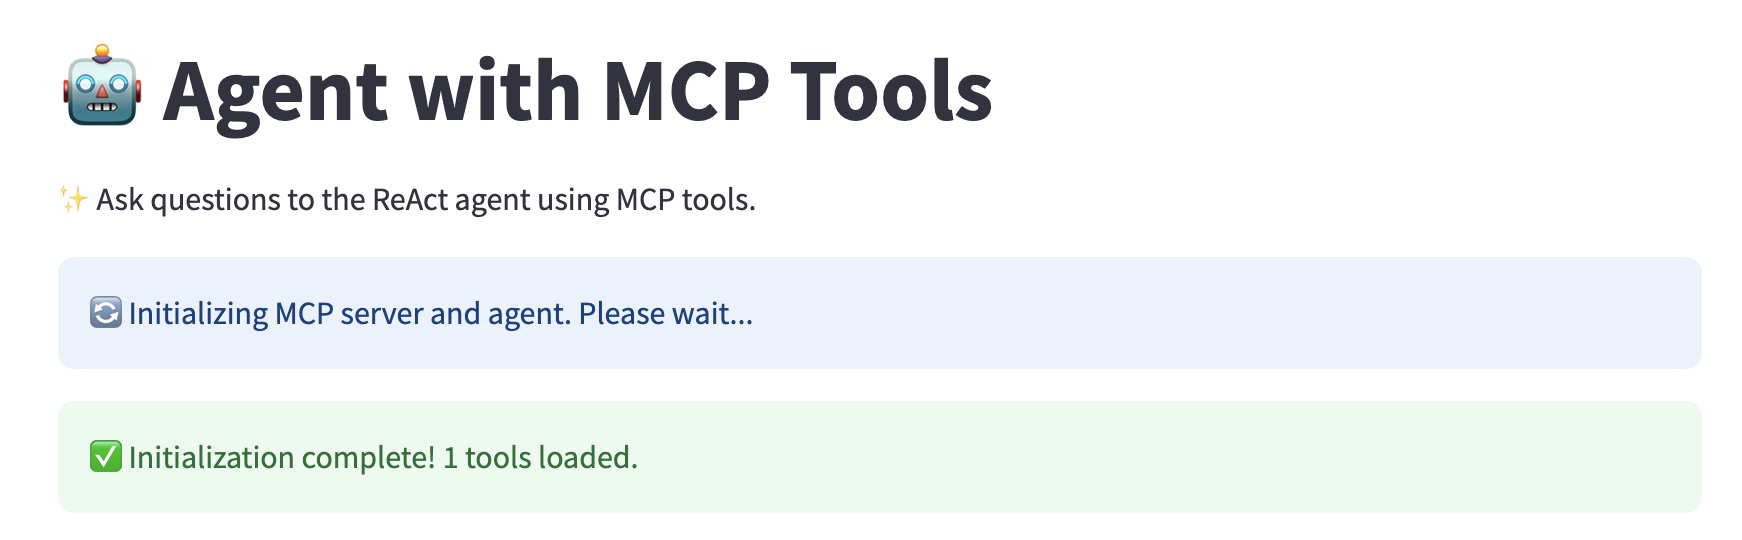 🤖 Agent with MCP Tools
✨ Ask questions to the ReAct agent using MCP tools.
🔄 Initializing MCP server and agent. Please wait...
✅ Initialization complete! 1 tools loaded.